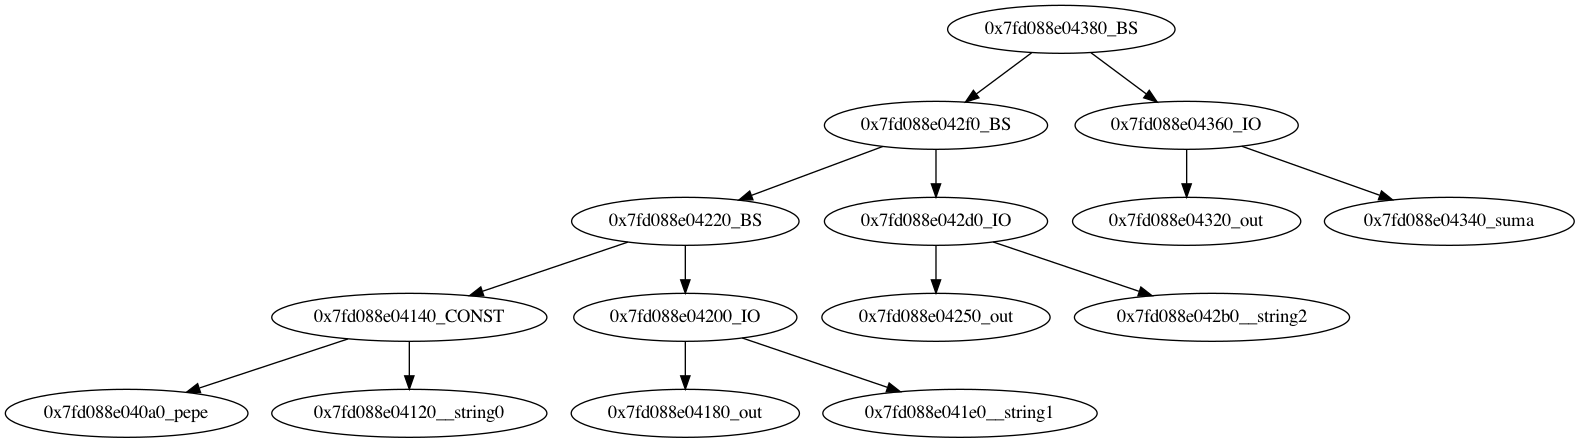 0x7fd088e04380_BS
0x7fd088e042f0_BS
0x7fd088e04360_IO
0x7fd088e04220_BS
0x7fd088e042d0_IO
0x7fd088e04320_out
0x7fd088e04340_suma
0x7fd088e04140_CONST
0x7fd088e04200_IO
0x7fd088e04250_out
0x7fd088e042b0__string2
0x7fd088e040a0_pepe
0x7fd088e04120__string0
0x7fd088e04180_out
0x7fd088e041e0__string1